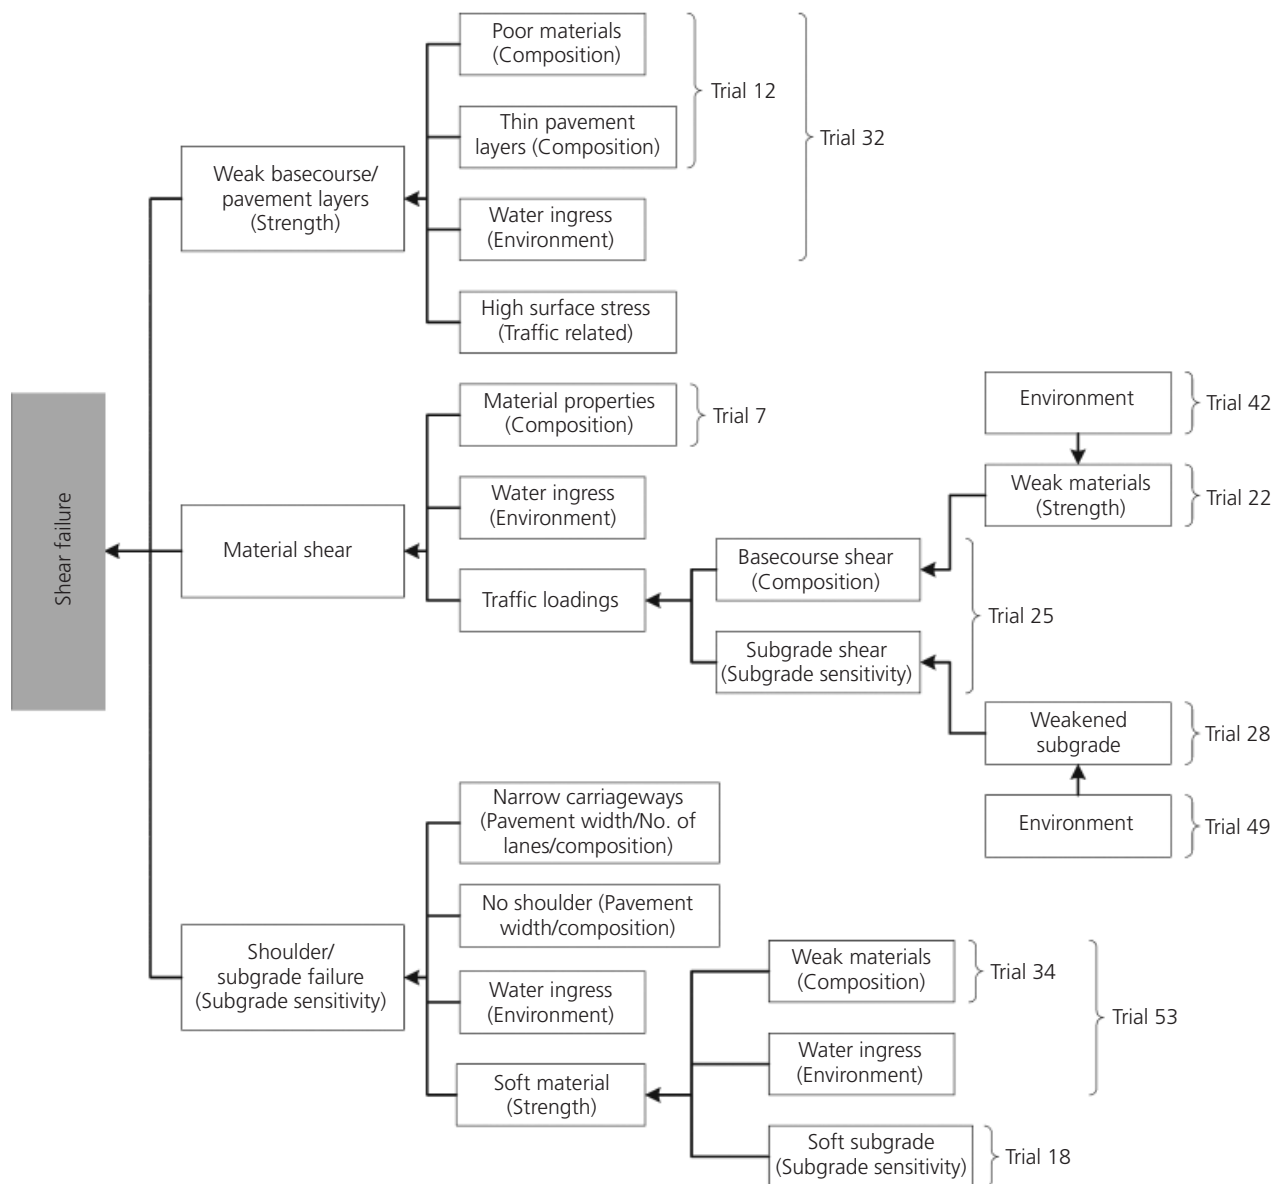 Shear failure
Weak basecourse/
pavement layers
(Strength)
Poor materials
(Composition)
Thin pavement
layers (Composition)
Water ingress
(Environment)
High surface stress
(Traffic related)
Trial 12
Trial 32
Material shear
Material properties
(Composition)
Trial 7
Water ingress
(Environment)
Traffic loadings
Basecourse shear
(Composition)
Subgrade shear
(Subgrade sensitivity)
Trial 25
Environment
Trial 42
Weak materials
(Strength)
Trial 22
Weakened
subgrade
Trial 28
Environment
Trial 49
Shoulder/
subgrade failure
(Subgrade sensitivity)
Narrow carriageways
(Pavement width/No. of
lanes/composition)
No shoulder (Pavement
width/composition)
Water ingress
(Environment)
Soft material
(Strength)
Weak materials
(Composition)
Trial 34
Water ingress
(Environment)
Trial 53
Soft subgrade
(Subgrade sensitivity)
Trial 18